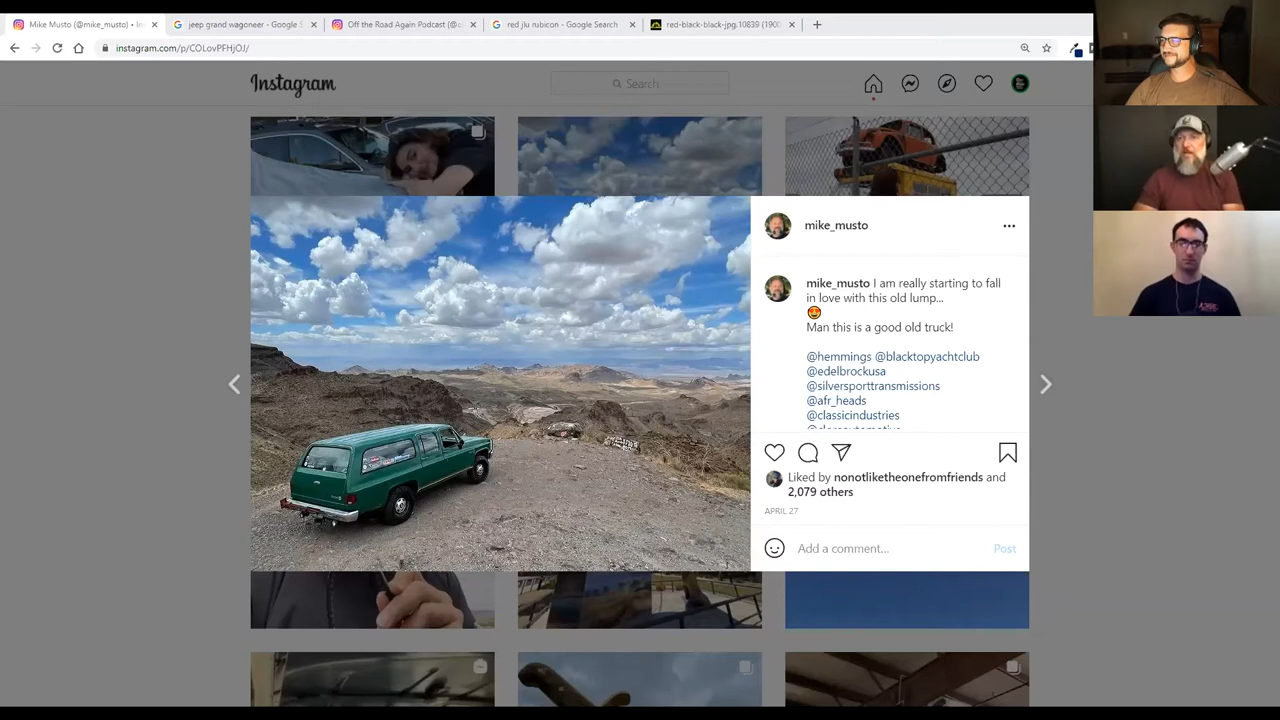 Mike Musto (@mike_musto) • In
jeep grand wagoneer - Google S
Off the Road Again Podcast (@o
red jlu rubicon - Google Search
red-black-black-jpg.10839 (1900
instagram.com/p/COLovPFHjOJ/
Instagram
Search
mike_musto
mike_musto I am really starting to fall
in love with this old lump...
Man this is a good old truck!
@hemmings @blacktopyachtclub
@edelbrockusa
@silversporttransmissions
@afr_heads
@classicindustries
Liked by nonotliketheonefromfriends and
2,079 others
APRIL 27
Add a comment...
Post